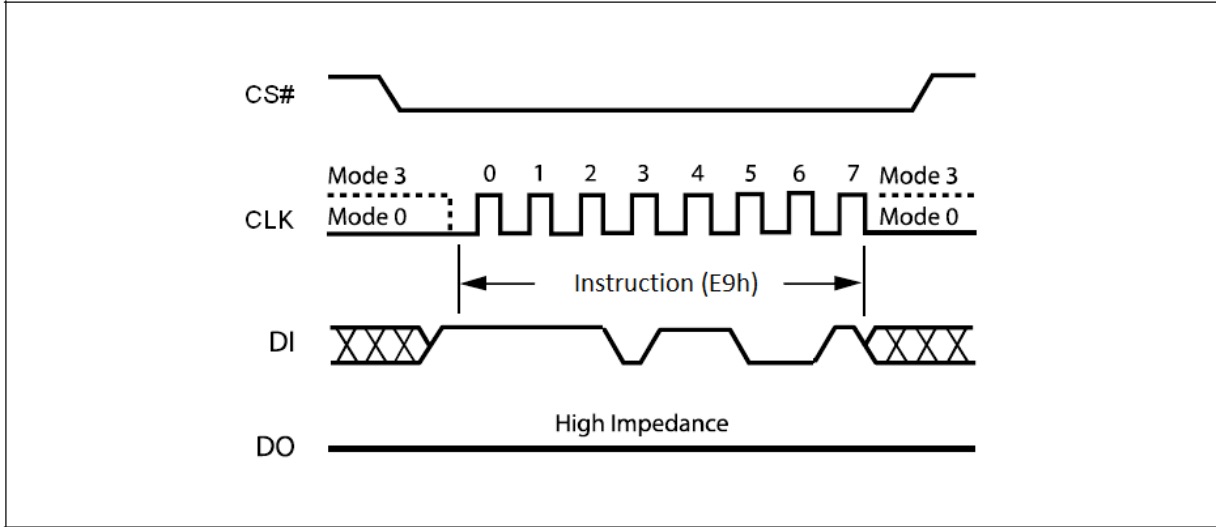 CS#
Mode 3 0 1 2 3 4 5 6 7 Mode 3
CLK Mode 0 Mode 0
Instruction (E9h)
DI
High Impedance
DO